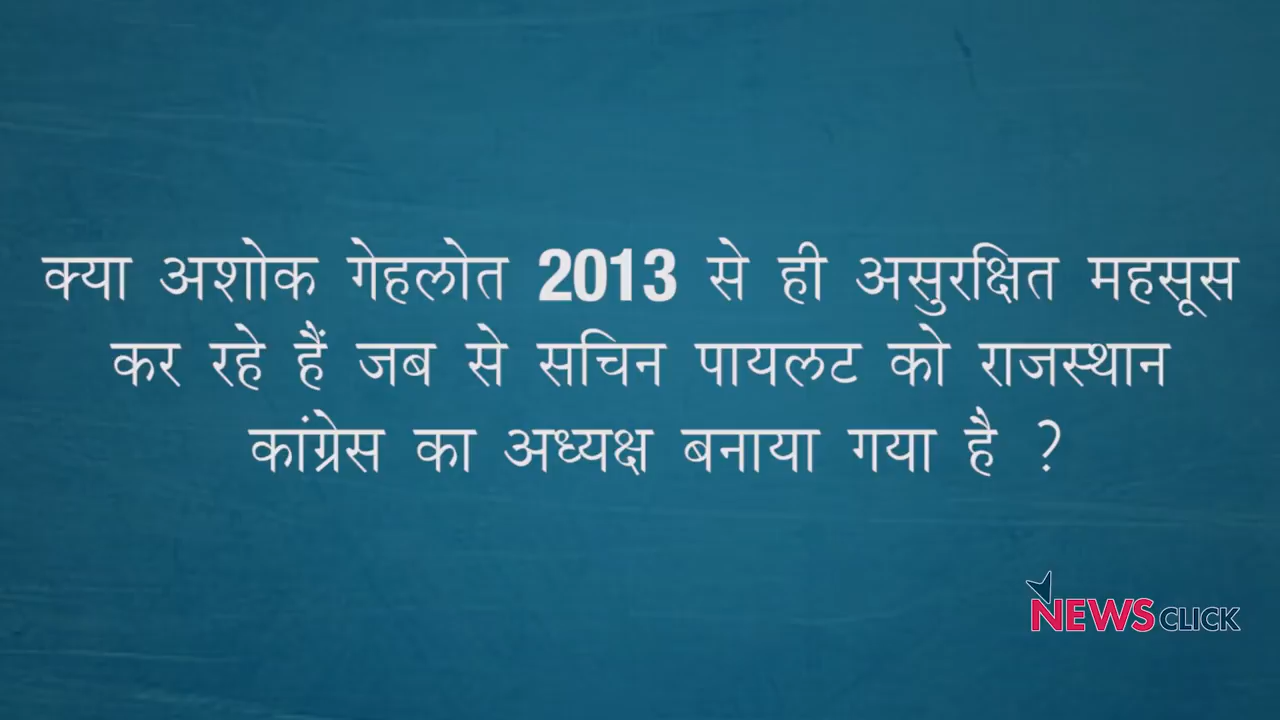 क्या अशोक गेहलोत 2013 से ही असुरक्षित महसूस
कर रहे हैं जब से सचिन पायलट को राजस्थान
कांग्रेस का अध्यक्ष बनाया गया है ?
NEWSCLICK